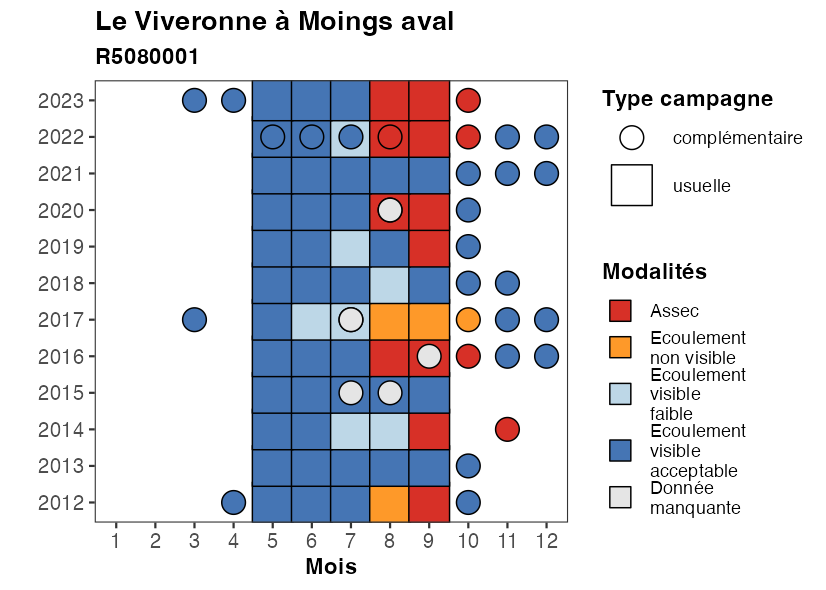 Le Viveronne à Moings aval
R5080001
2023
2022
2021
2020
2019
2018
2017
2016
2015
2014
2013
2012
1 2 3 4 5 6 7 8 9 10 11 12
Mois
Type campagne
complémentaire
usuelle
Modalités
Assec
Ecoulement
non visible
Ecoulement
visible
faible
Ecoulement
visible
acceptable
Donnée
manquante